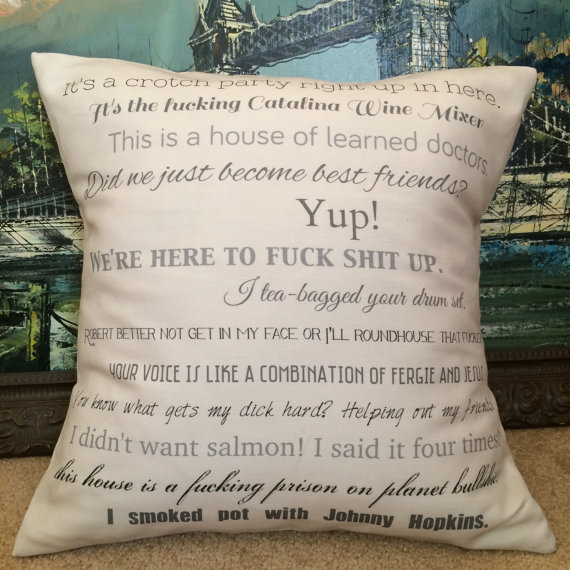 It's a crotch party right up in here.
It's the fucking Catalina Wine Mixer
This is a house of learned doctors.
Did we just become best friends?
Yup!
WE'RE HERE TO FUCK SHIT UP.
I tea-bagged your drum set.
ROBERT BETTER NOT GET IN MY FACE OR I'LL ROUNDHOUSE THAT FUCKER
YOUR VOICE IS LIKE A COMBINATION OF FERGIE AND JESUS
You know what gets my dick hard? Helping out my friends.
I didn't want salmon! I said it four times!
this house is a fucking prison on planet bullshit
I smoked pot with Johnny Hopkins.